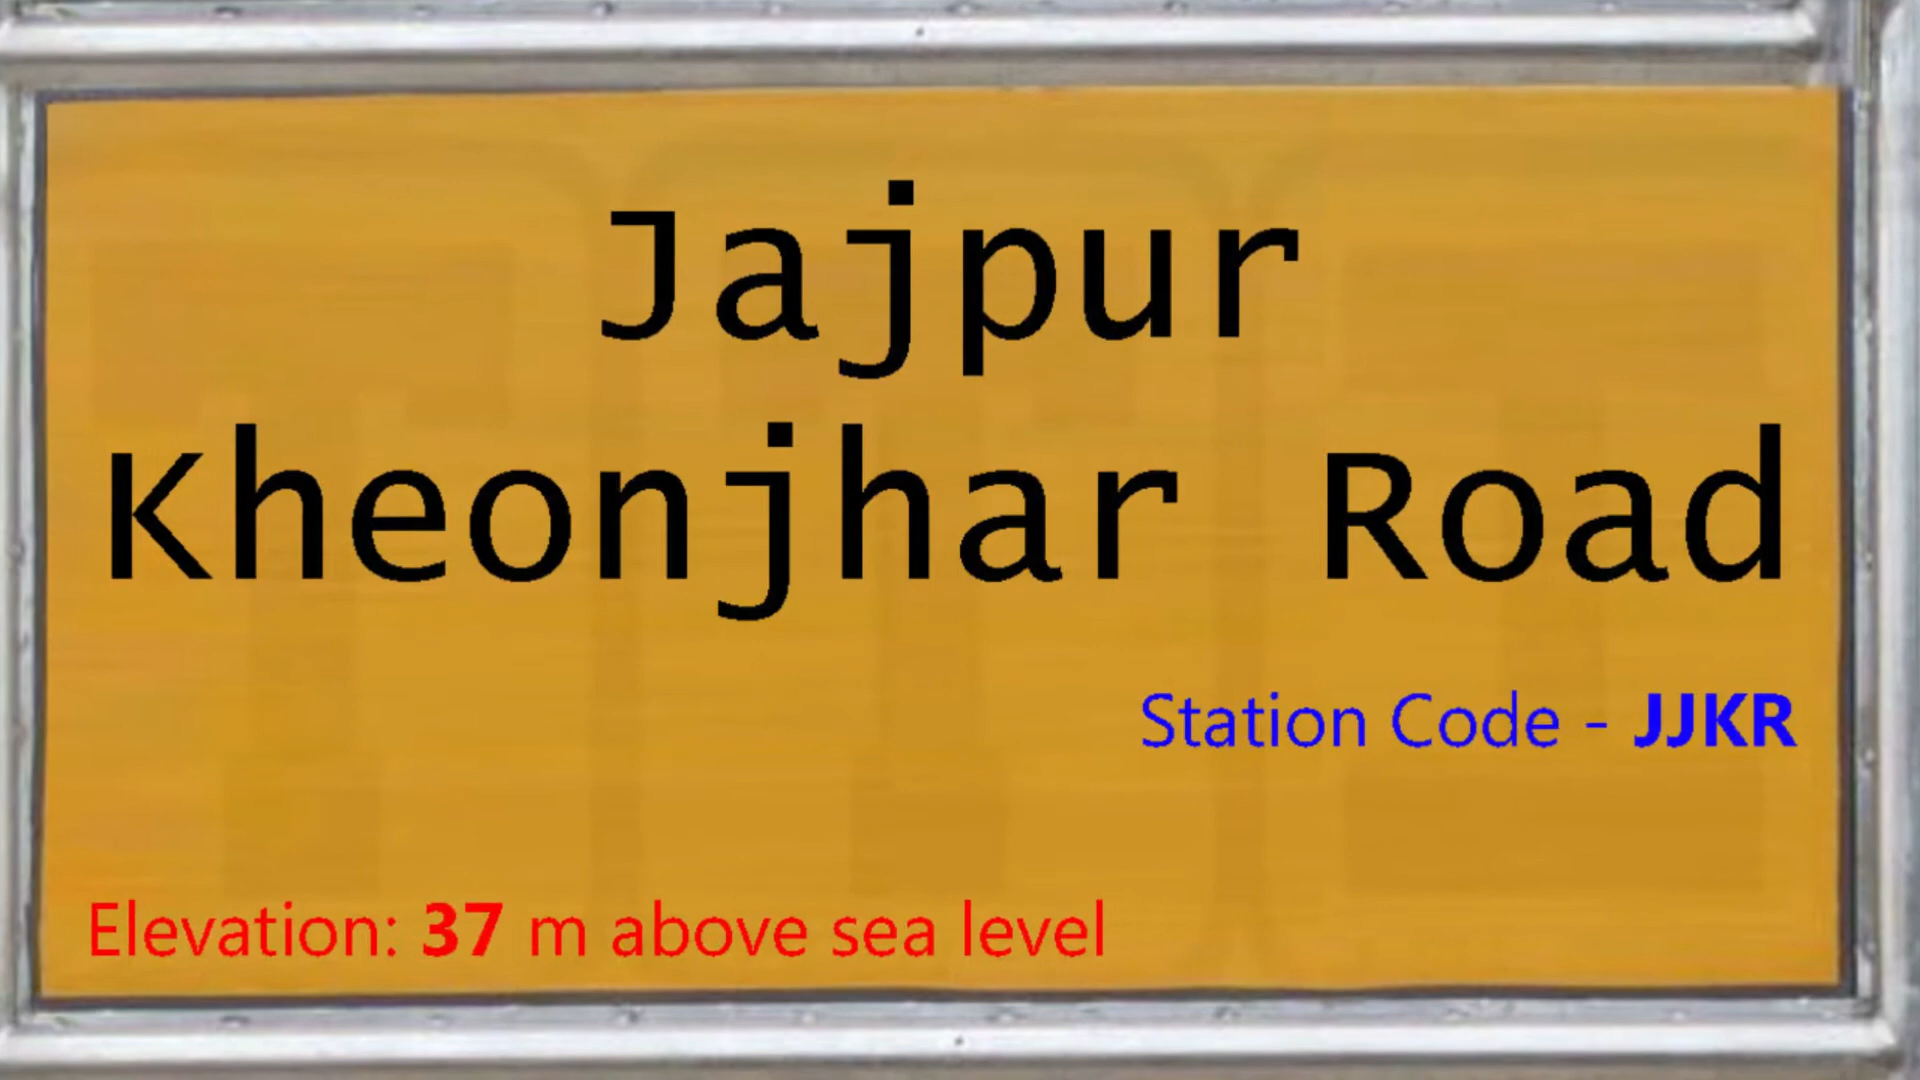 Jajpur
Kheonjhar Road
Station Code - JJKR
Elevation: 37 m above sea level